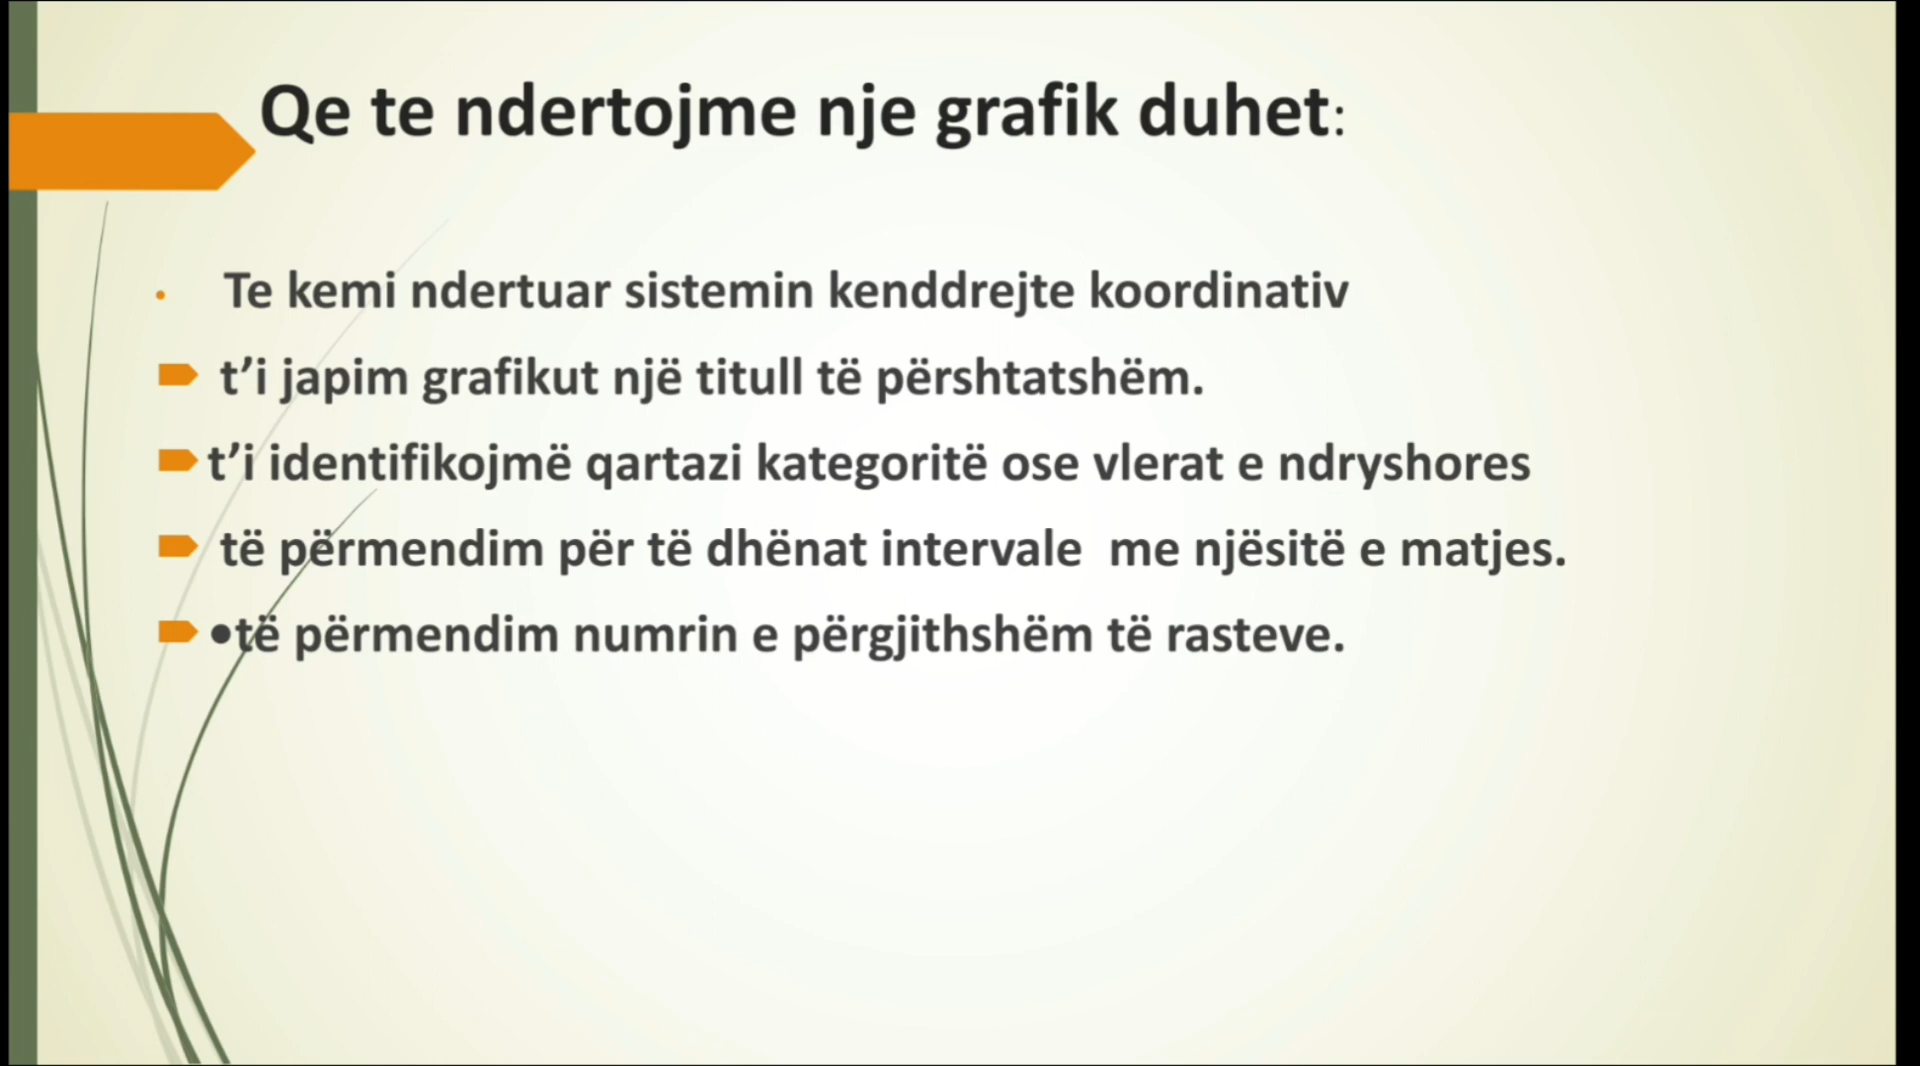 Qe te ndertojme nje grafik duhet:
• Te kemi ndertuar sistemin kenddrejte koordinativ
t’i japim grafikut një titull të përshtatshëm.
t’i identifikojmë qartazi kategoritë ose vlerat e ndryshores
të përmendim për të dhënat intervale me njësitë e matjes.
•të përmendim numrin e përgjithshëm të rasteve.